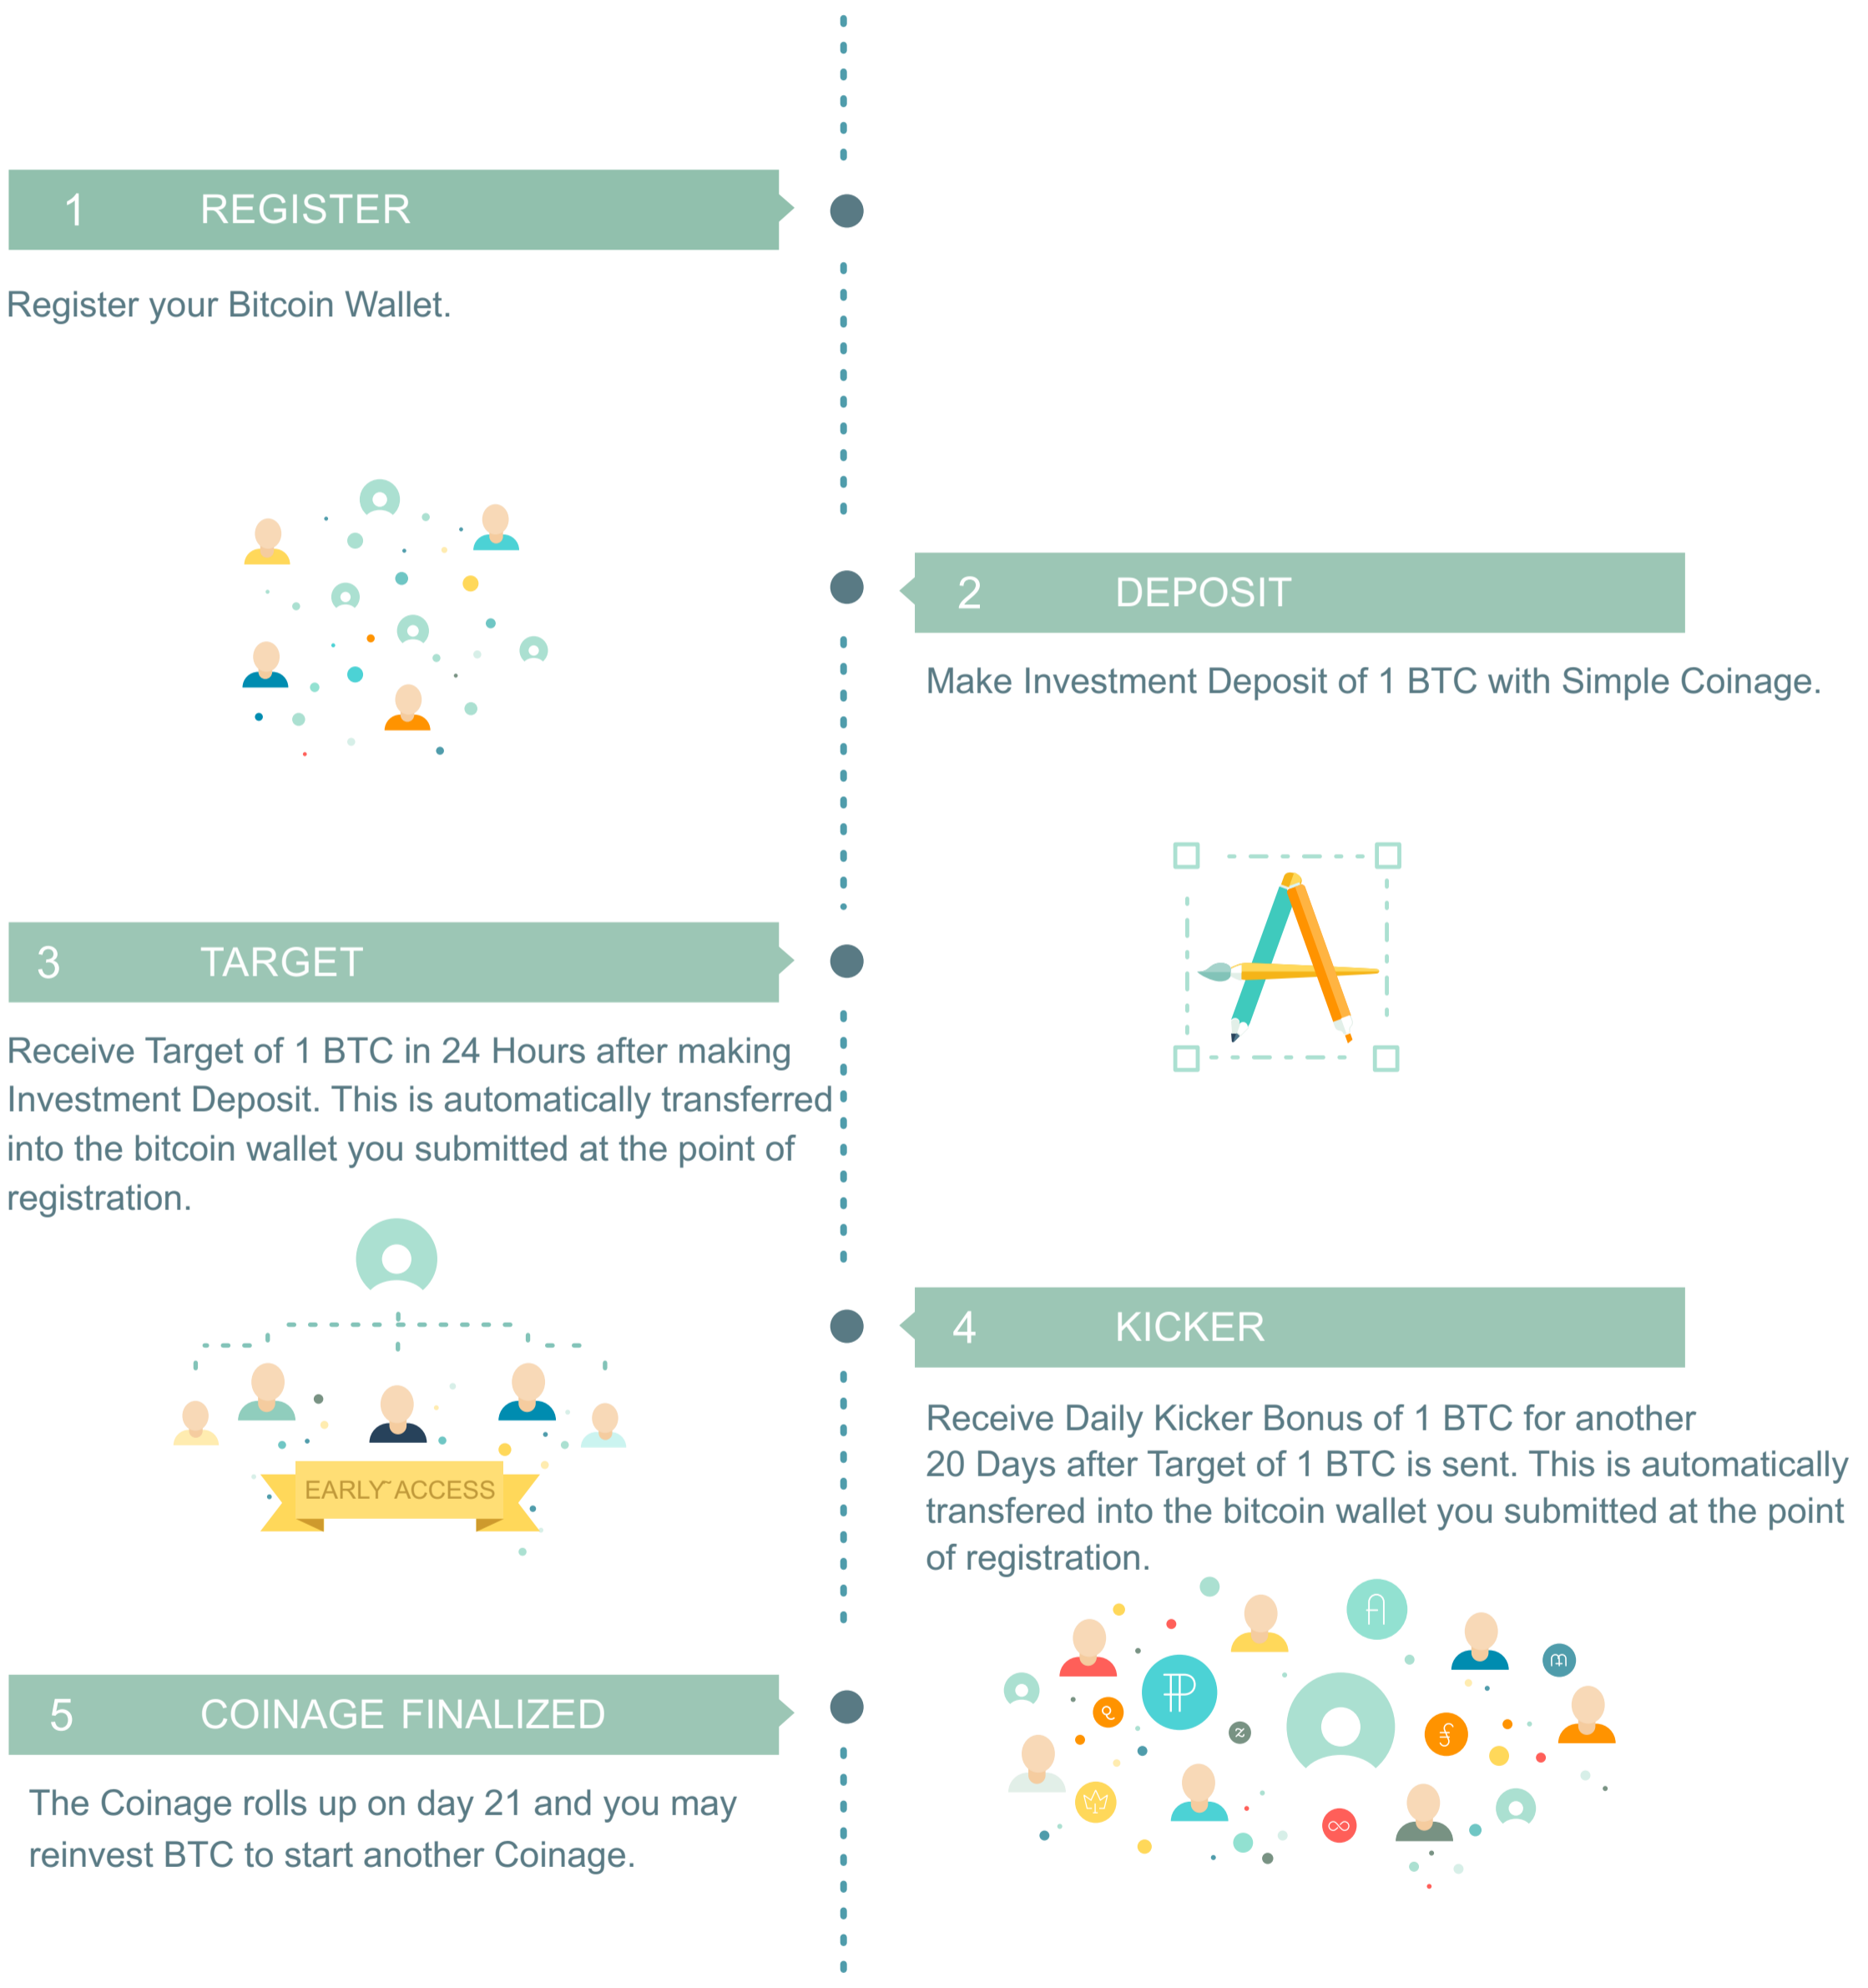 1 REGISTER
Register your Bitcoin Wallet.
2 DEPOSIT
Make Investment Deposit of 1 BTC with Simple Coinage.
3 TARGET
Receive Target of 1 BTC in 24 Hours after making
Investment Deposit. This is automatically transferred
into the bitcoin wallet you submitted at the point of
registration.
EARLY ACCESS
4 KICKER
Receive Daily Kicker Bonus of 1 BTC for another
20 Days after Target of 1 BTC is sent. This is automatically
transfered into the bitcoin wallet you submitted at the point
of registration.
5 COINAGE FINALIZED
The Coinage rolls up on day 21 and you may
reinvest BTC to start another Coinage.